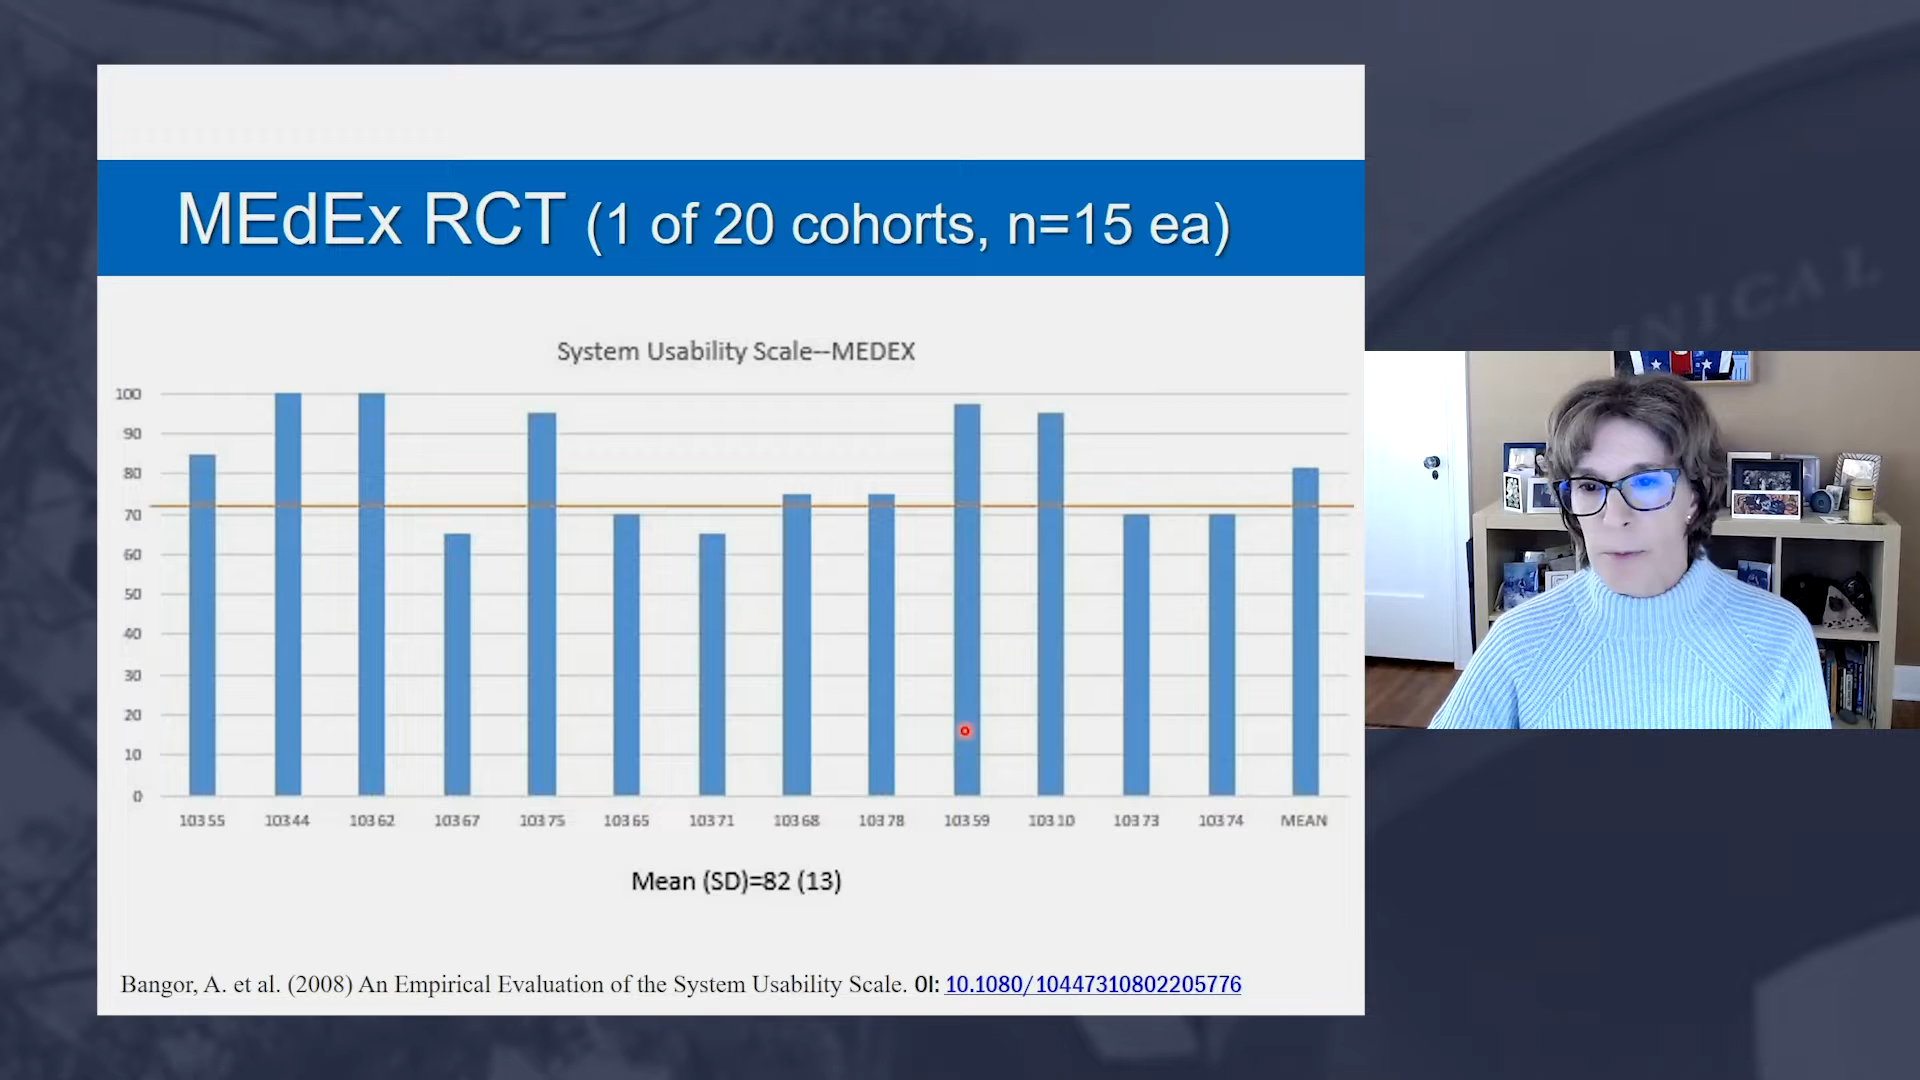 MEdEx RCT (1 of 20 cohorts, n=15 ea)
System Usability Scale--MEDEX
100
90
80
70
60
50
40
30
20
10
0
10355 10344 10362 10367 10375 10365 10371 10368 10378 10359 10310 10373 10374 MEAN
Mean (SD)=82 (13)
Bangor, A. et al. (2008) An Empirical Evaluation of the System Usability Scale. OI: 10.1080/10447310802205776